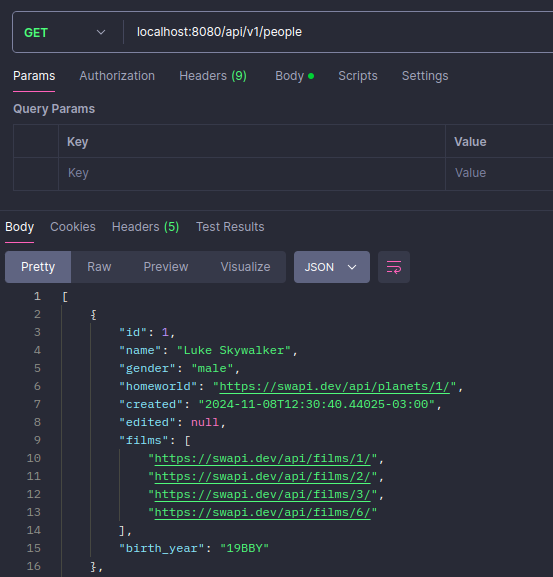 GET localhost:8080/api/v1/people
Params Authorization Headers (9) Body Scripts Settings
Query Params
Key Value
Key Value
Body Cookies Headers (5) Test Results
Pretty Raw Preview Visualize JSON
1 [
2 {
3 "id": 1,
4 "name": "Luke Skywalker",
5 "gender": "male",
6 "homeworld": "https://swapi.dev/api/planets/1/",
7 "created": "2024-11-08T12:30:40.44025-03:00",
8 "edited": null,
9 "films": [
10 "https://swapi.dev/api/films/1/",
11 "https://swapi.dev/api/films/2/",
12 "https://swapi.dev/api/films/3/",
13 "https://swapi.dev/api/films/6/"
14 ],
15 "birth_year": "19BBY"
16 },